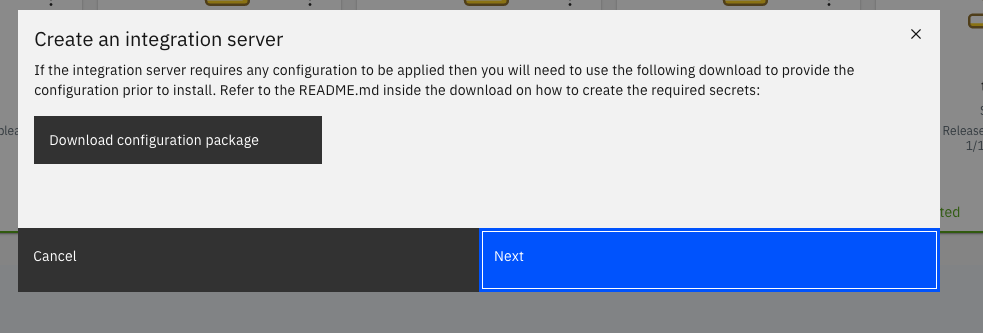 Create an integration server
If the integration server requires any configuration to be applied then you will need to use the following download to provide the
configuration prior to install. Refer to the README.md inside the download on how to create the required secrets:
Download configuration package
Release
1/1
Cancel
Next